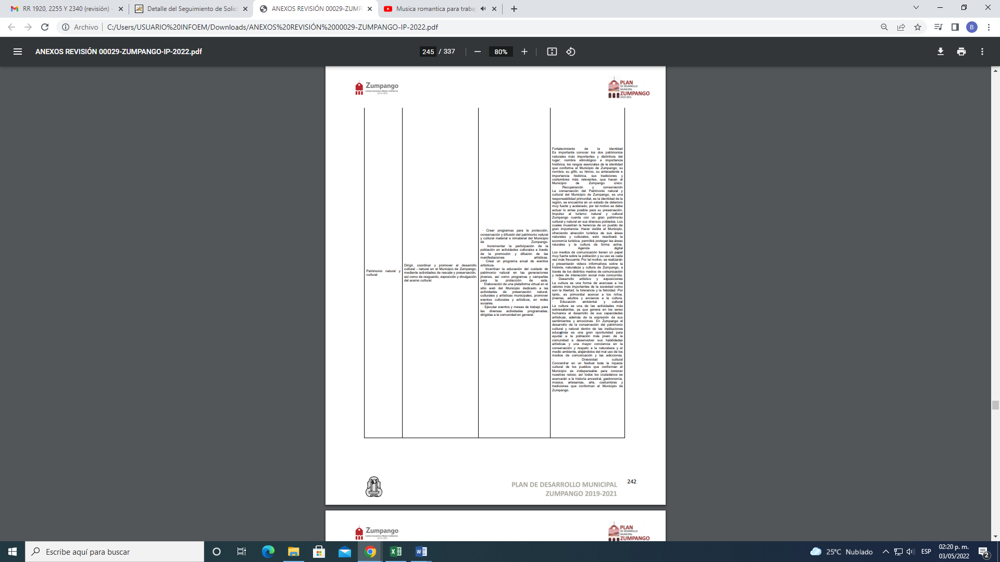 RR 1920, 2255 Y 2340 (revisión) -
Detalle del Seguimiento de Solici
ANEXOS REVISIÓN 00029-ZUMP
Musica romantica para traba
Archivo
C:/Users/USUARIO%20INFOEM/Downloads/ANEXOS%20REVISIÓN%2000029-ZUMPANGO-IP-2022.pdf
B
ANEXOS REVISIÓN 00029-ZUMPANGO-IP-2022.pdf
245 / 337
80%
Zumpango
Juntos hacemos Mejor Gobierno
2019-2021
PLAN
DE DESARROLLO
MUNICIPAL
ZUMPANGO
2019-2021
Patrimonio natural y
cultural
Dirigir, coordinar y promover el desarrollo
cultural - natural en el Municipio de Zumpango,
mediante actividades de rescate y preservación,
así como de resguardo, exposición y divulgación
del acervo cultural.
· Crear programas para la protección,
conservación y difusión del patrimonio natural
y cultural material e inmaterial del Municipio
de Zumpango.
· Incrementar la participación de la
población en actividades culturales a través
de la promoción y difusión de las
manifestaciones artísticas.
· Crear un programa anual de eventos
artísticos.
· Incentivar la educación del cuidado de
patrimonio natural en las generaciones
jóvenes, así como programas y campañas
para la protección de esta.
· Elaboración de una plataforma virtual en el
sitio web del Municipio dedicado a las
actividades de preservación natural,
culturales y artísticas municipales, promover
eventos culturales y artísticos, en redes
sociales.
· Ejecutar eventos y mesas de trabajo para
las diversas actividades programadas,
dirigidas a la comunidad en general.
Fortalecimiento de la identidad
Es importante conocer los dos patrimonios
naturales más importantes y distintivos del
lugar; nombre etimológico e importancia
histórica, los rasgos esenciales de la identidad
que conforma el Municipio de Zumpango; su
nombre, su glifo, su himno, su antecedente e
importancia histórica, sus tradiciones y
costumbres más relevantes, que hacen al
Municipio de Zumpango único.
· Recuperación y conservación
La conservación del Patrimonio natural y
cultural del Municipio de Zumpango, es una
responsabilidad primordial, es la identidad de la
región, se encuentra en un estado de deterioro
muy fuerte y acelerado, por tal motivo se debe
actuar lo antes posible para su preservación.
Impulso al turismo natural y cultural
Zumpango cuenta con un gran patrimonio
cultural y natural en sus diversos poblados. Los
cuales muestran la herencia de un pueblo de
gran importancia. Hacer visible al Municipio,
ofreciendo atracción turística de sus áreas
naturales y culturales, esto reactivará la
economía turística, permitirá proteger las áreas
náurales y la cultura de forma activa.
· Agenda digital
Los medios de comunicación tienen un papel
muy fuerte sobre la población y su uso es cada
vez más frecuente. Por tal motivo, se realizarán
y presentarán videos informativos sobre la
historia, naturaleza y cultura de Zumpango, a
través de los distintos medios de comunicación
y redes de interacción social más concurrida.
· Desarrollo artístico y exposiciones
La cultura es una forma de acercase a los
valores más importantes de la sociedad como
son la libertad, la tolerancia y la felicidad. Por
tanto, es primordial acercar a los niños,
jóvenes, adultos y ancianos a la cultura.
· Educación ambiental y cultural
La cultura es una de las actividades más
sobresalientes, ya que genera en los seres
humanos el desarrollo de sus capacidades
artísticas, además de la expresión de sus
sentimientos y emociones. En Zumpango el
desarrollo de la conservación del patrimonio
cultural y natural dentro de las instituciones
educativas es una gran oportunidad para
ayudar a la población más joven de la
comunidad a desenvolver sus habilidades
artísticas y una mayor conciencia en la
conservación y respeto a la naturaleza y el
medio ambiente, alejándolos del mal uso de los
medios de comunicación y las adicciones.
· Diversidad cultural
Concentrar en un festival toda la riqueza
cultural de los pueblos que conforman el
Municipio es indispensable para conocer
nuestras raíces; así todos los ciudadanos se
acercarán a la historia ancestral, gastronomía,
música, artesanías, arte, costumbres y
tradiciones que conforman el Municipio de
Zumpango.
PLAN DE DESARROLLO MUNICIPAL
ZUMPANGO 2019-2021
242
Zumpango
Juntos hacemos Mejor Gobierno
2019-2021
PLAN
DE DESARROLLO
MUNICIPAL
ZUMPANGO
Escribe aquí para buscar
25°C Nublado
ESP
02:20 p. m.
03/05/2022
2